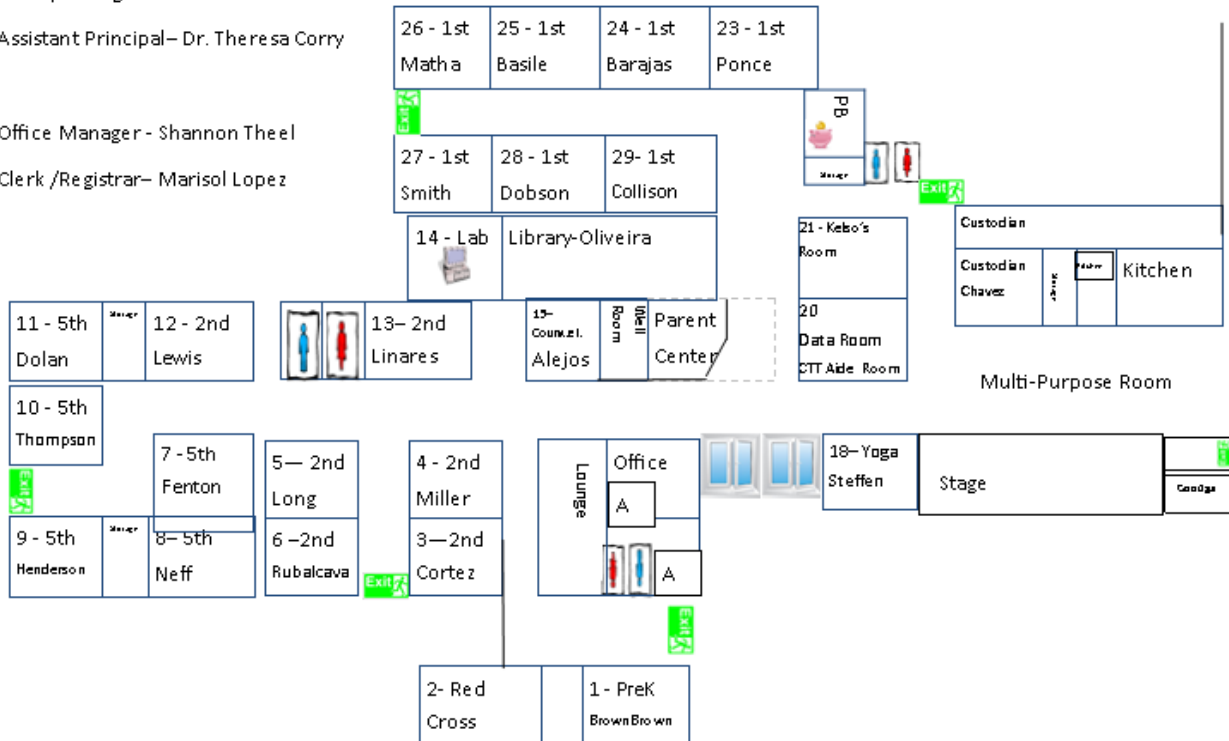 Assistant Principal– Dr. Theresa Corry
Office Manager - Shannon Theel
Clerk /Registrar– Marisol Lopez
26 - 1st
Matha
25 - 1st
Basile
24 - 1st
Barajas
23 - 1st
Ponce
Exit
PB
Storage
Exit
27 - 1st
Smith
28 - 1st
Dobson
29- 1st
Collison
14 - Lab
Library-Oliveira
21 - Kelso's
Room
Custodian
Custodian
Chavez
Storage
Kitchen
Kitchen
11 - 5th
Dolan
Storage
12 - 2nd
Lewis
13– 2nd
Linares
15–
Counsel.
Alejos
Well
Room
Parent
Center
20
Data Room
CTT Aide Room
Multi-Purpose Room
10 - 5th
Thompson
Exit
7 - 5th
Fenton
5— 2nd
Long
4 - 2nd
Miller
Lounge
Office
A
18– Yoga
Steffen
Stage
9 - 5th
Henderson
Storage
8– 5th
Neff
6 –2nd
Rubalcava
Exit
3—2nd
Cortez
A
Exit
2- Red
Cross
1 - PreK
BrownBrown